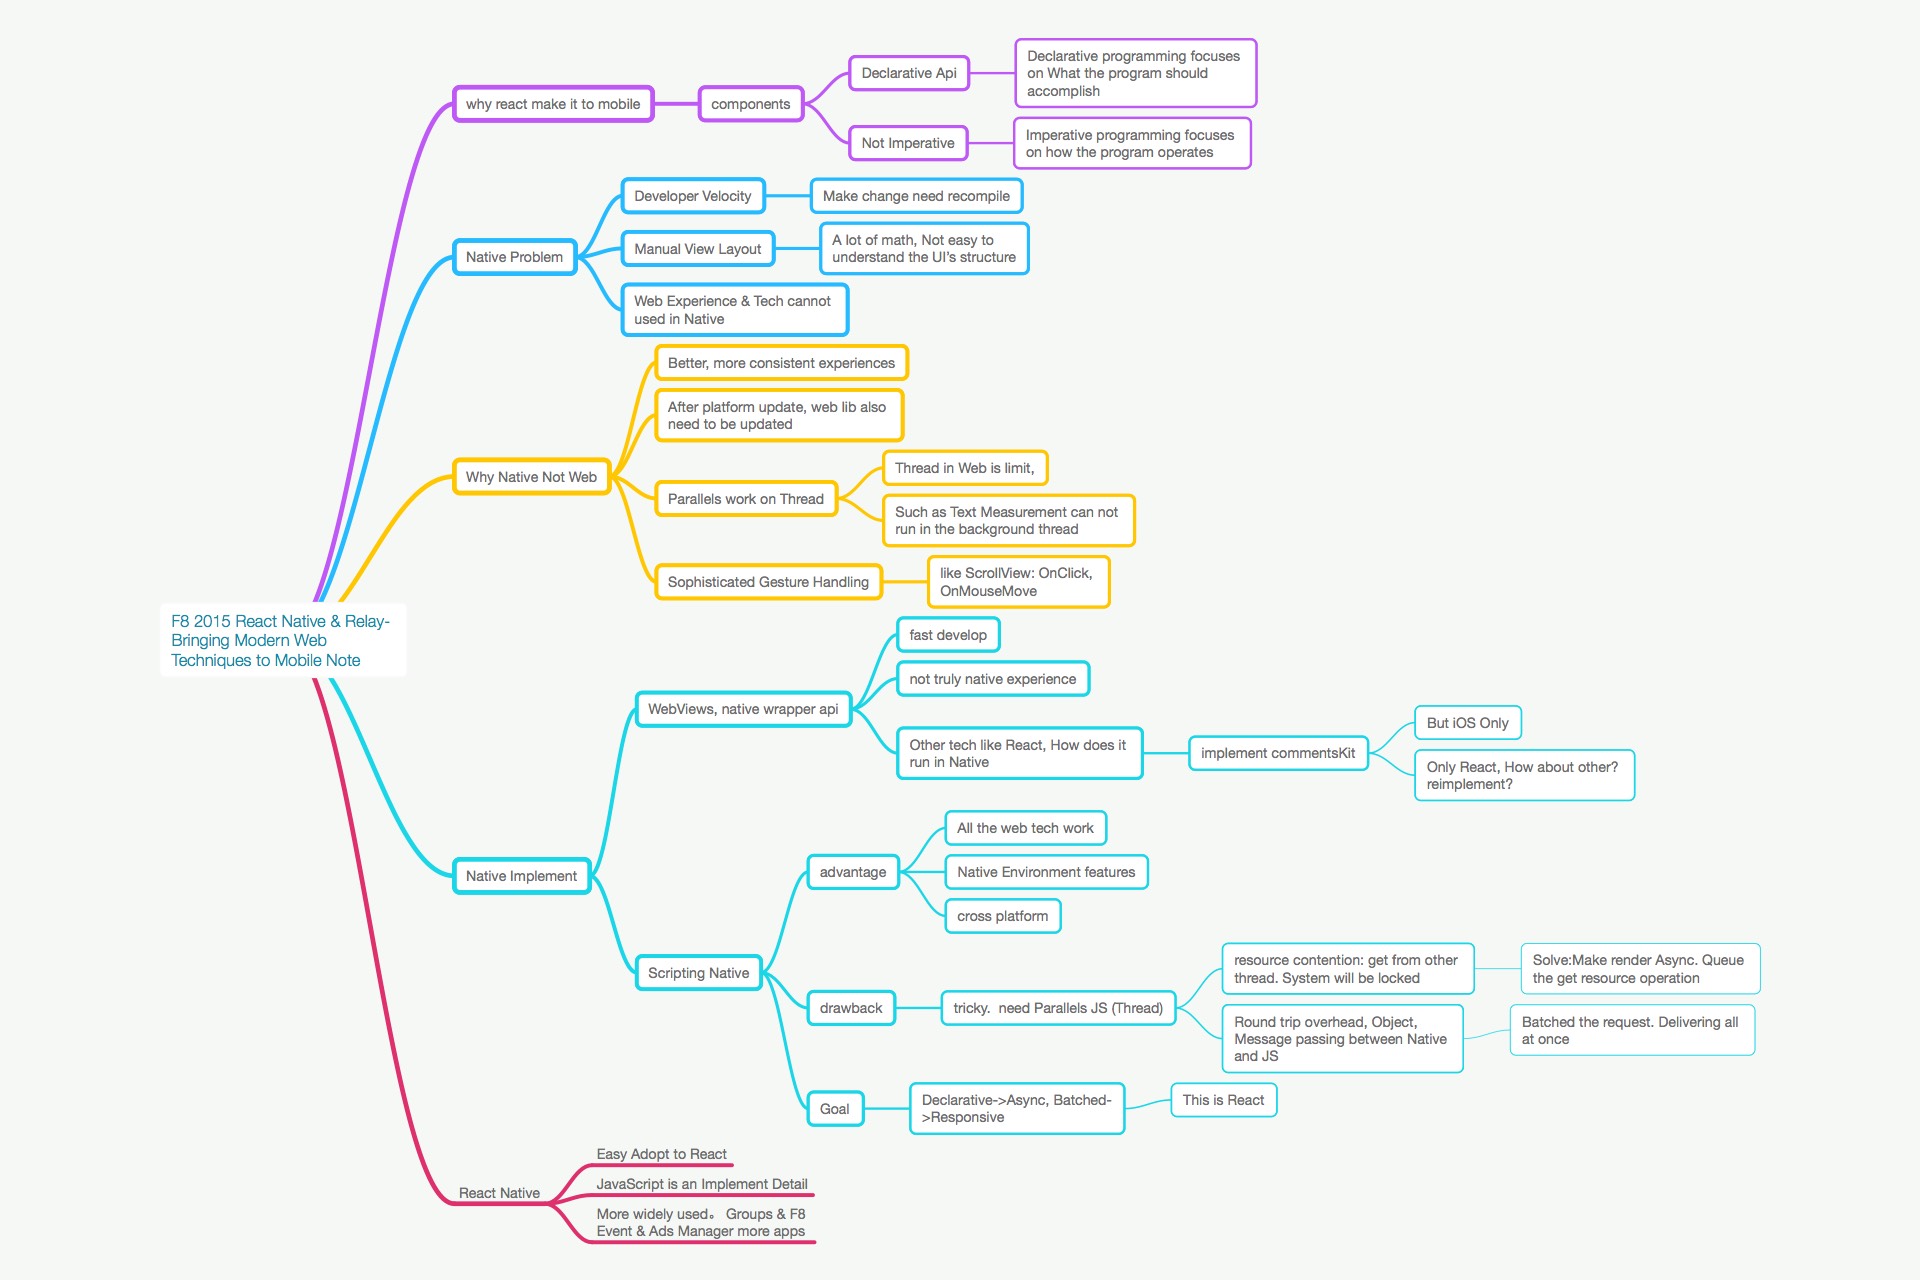 F8 2015 React Native & Relay-
Bringing Modern Web
Techniques to Mobile Note
why react make it to mobile
components
Declarative Api
Declarative programming focuses
on What the program should
accomplish
Not Imperative
Imperative programming focuses
on how the program operates
Native Problem
Developer Velocity
Make change need recompile
Manual View Layout
A lot of math, Not easy to
understand the UI's structure
Web Experience & Tech cannot
used in Native
Why Native Not Web
Better, more consistent experiences
After platform update, web lib also
need to be updated
Parallels work on Thread
Thread in Web is limit,
Such as Text Measurement can not
run in the background thread
Sophisticated Gesture Handling
like ScrollView: OnClick,
OnMouseMove
Native Implement
WebViews, native wrapper api
fast develop
not truly native experience
Other tech like React, How does it
run in Native
implement commentsKit
But iOS Only
Only React, How about other?
reimplement?
Scripting Native
advantage
All the web tech work
Native Environment features
cross platform
drawback
tricky.  need Parallels JS (Thread)
resource contention: get from other
thread. System will be locked
Solve:Make render Async. Queue
the get resource operation
Round trip overhead, Object,
Message passing between Native
and JS
Batched the request. Delivering all
at once
Goal
Declarative->Async, Batched-
>Responsive
This is React
React Native
Easy Adopt to React
JavaScript is an Implement Detail
More widely used。 Groups & F8
Event & Ads Manager more apps